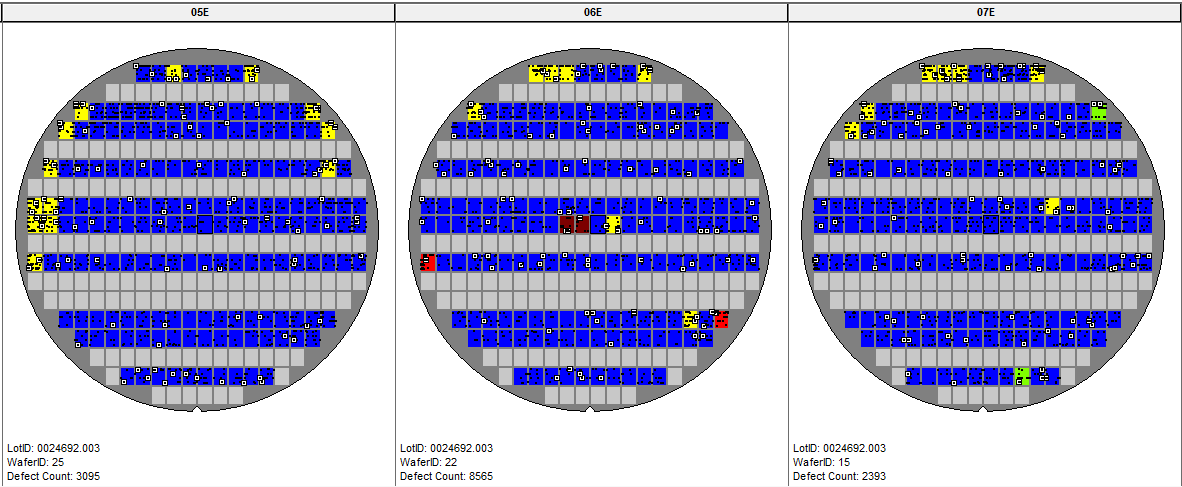 05E
06E
07E
LotID: 0024692.003
WaferID: 25
Defect Count: 3095
LotID: 0024692.003
WaferID: 22
Defect Count: 8565
LotID: 0024692.003
WaferID: 15
Defect Count: 2393